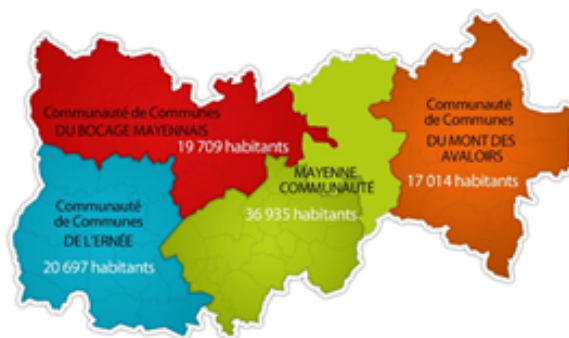 Communauté de Communes
DU BOCAGE MAYENNAIS
19 709 habitants
Communauté
de Communes
DU MONT DES
AVALOIRS
17 014 habitants
MAYENNE
COMMUNAUTÉ
36 935 habitants
Communauté
de Communes
DE L'ERNÉE
20 697 habitants